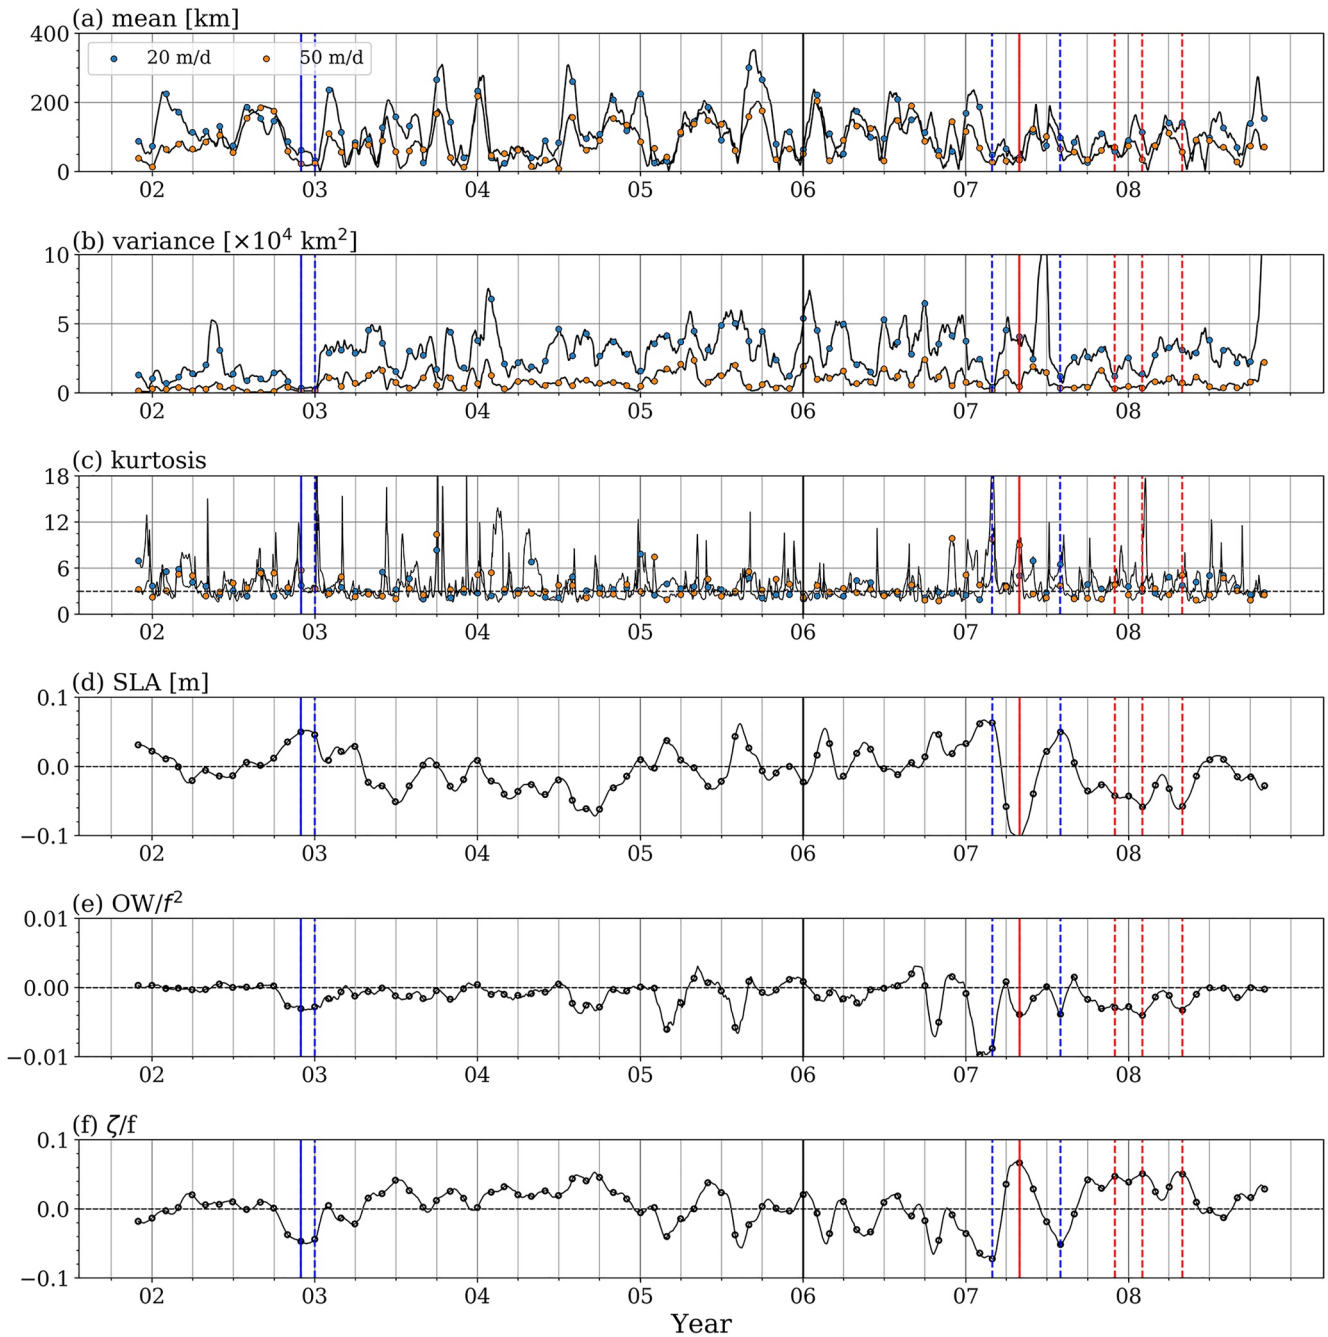 (a) mean [km]
400
200
0
20 m/d 50 m/d
02 03 04 05 06 07 08
(b) variance [×10⁴ km²]
10
5
0
02 03 04 05 06 07 08
(c) kurtosis
18
12
6
0
02 03 04 05 06 07 08
(d) SLA [m]
0.1
0.0
−0.1
02 03 04 05 06 07 08
(e) OW/f²
0.01
0.00
−0.01
02 03 04 05 06 07 08
(f) ζ/f
0.1
0.0
−0.1
02 03 04 05 06 07 08
Year